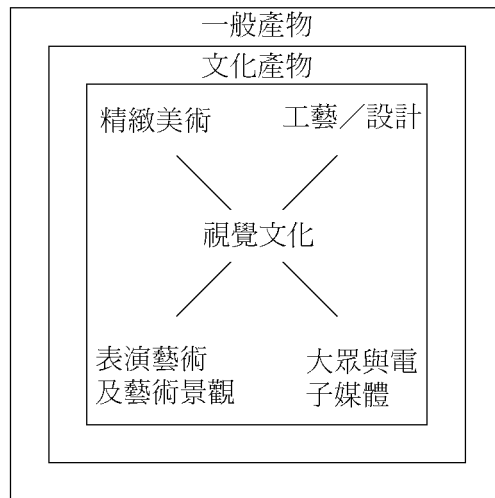 一般產物
文化產物
精緻美術
工藝／設計
視覺文化
表演藝術
及藝術景觀
大眾與電
子媒體